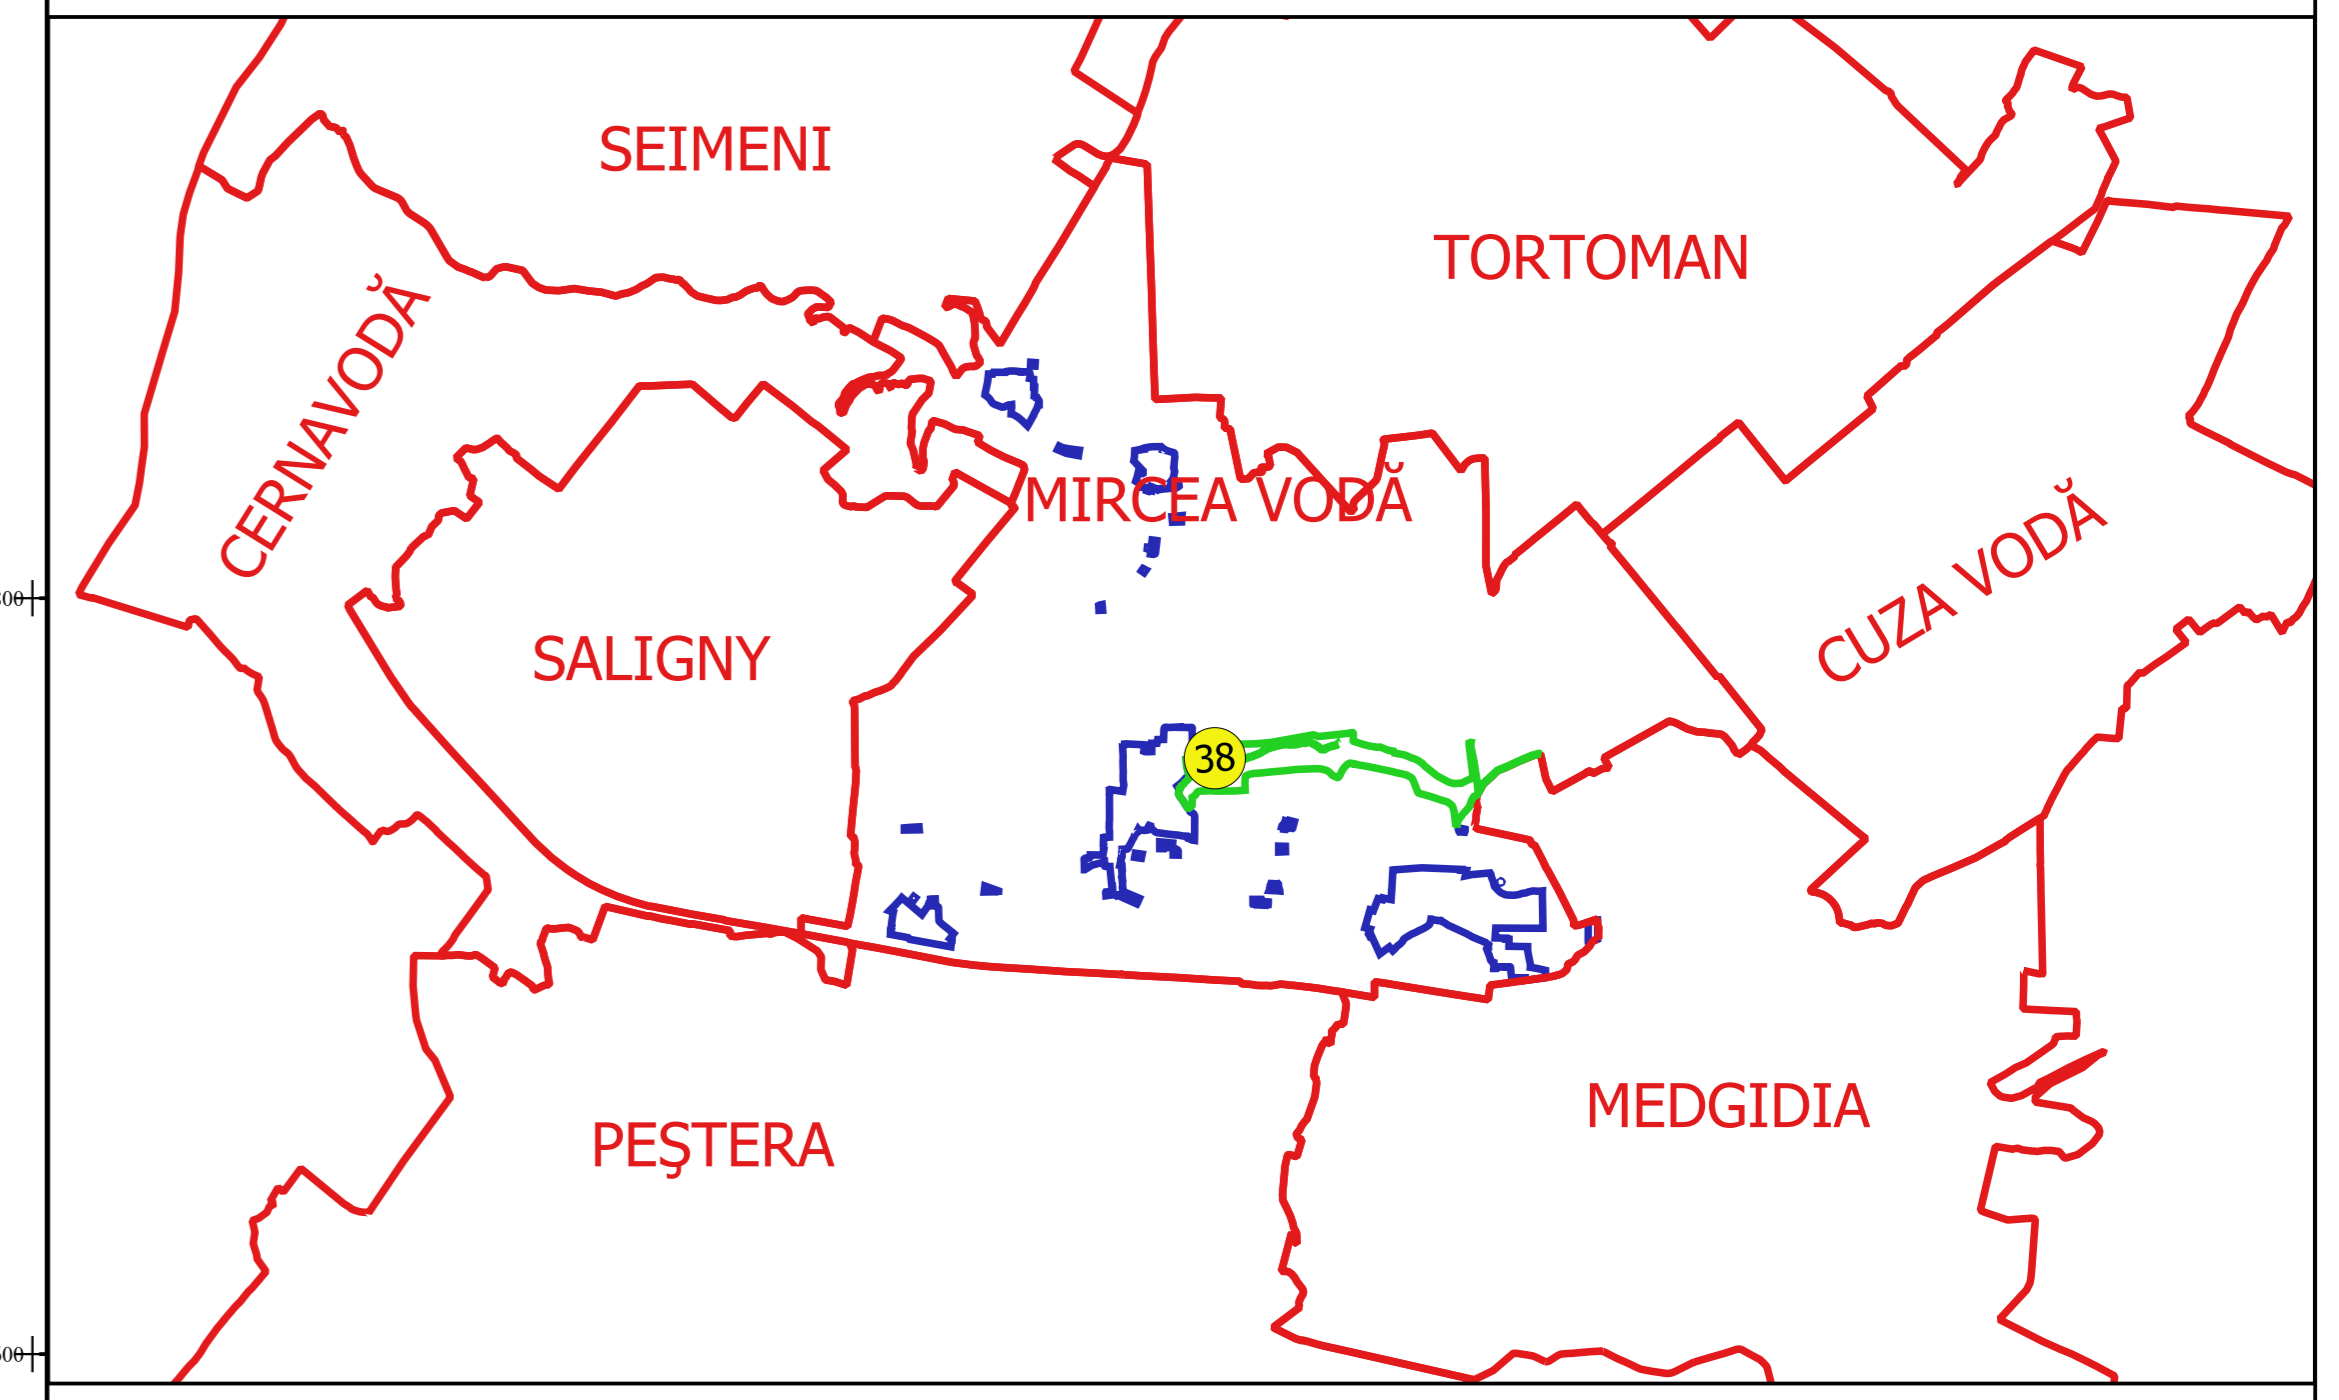 SEIMENI
TORTOMAN
CERNAVODĂ
MIRCEA VODĂ
CUZA VODĂ
SALIGNY
38
MEDGIDIA
PEŞTERA